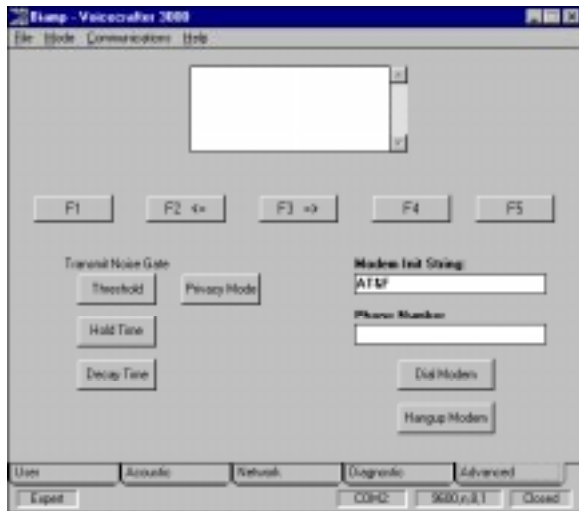 Biamp - Voicecrafter 3000
File Mode Communications Help
F1 F2 <= F3 => F4 F5
Transmit Noise Gate
Threshold Privacy Mode
Hold Time
Decay Time
Modem Init String:
AT&F
Phone Number
Dial Modem
Hangup Modem
User Acoustic Network Diagnostic Advanced
Expert COM2 9600,n,8,1 Closed